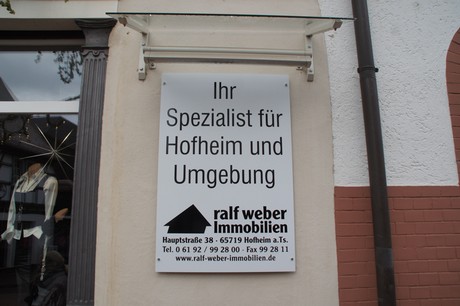 Ihr
Spezialist für
Hofheim und
Umgebung
ralf weber
Immobilien
Hauptstraße 38 · 65719 Hofheim a.Ts.
Tel. 0 61 92 / 99 28 00 · Fax 99 28 11
www.ralf-weber-immobilien.de